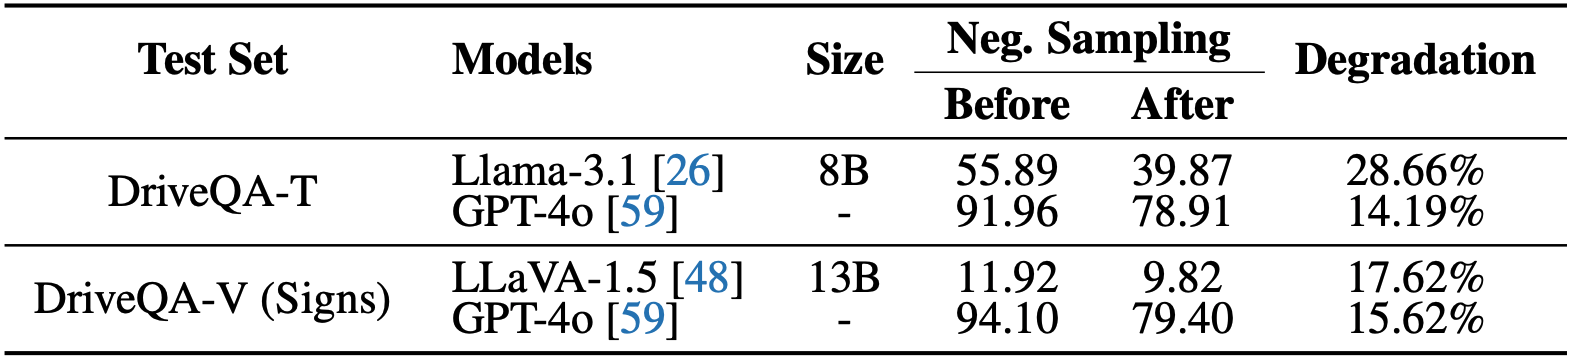 Test Set Models Size Neg. Sampling Degradation
Before After
DriveQA-T Llama-3.1 [26] 8B 55.89 39.87 28.66%
GPT-4o [59] - 91.96 78.91 14.19%
DriveQA-V (Signs) LLaVA-1.5 [48] 13B 11.92 9.82 17.62%
GPT-4o [59] - 94.10 79.40 15.62%